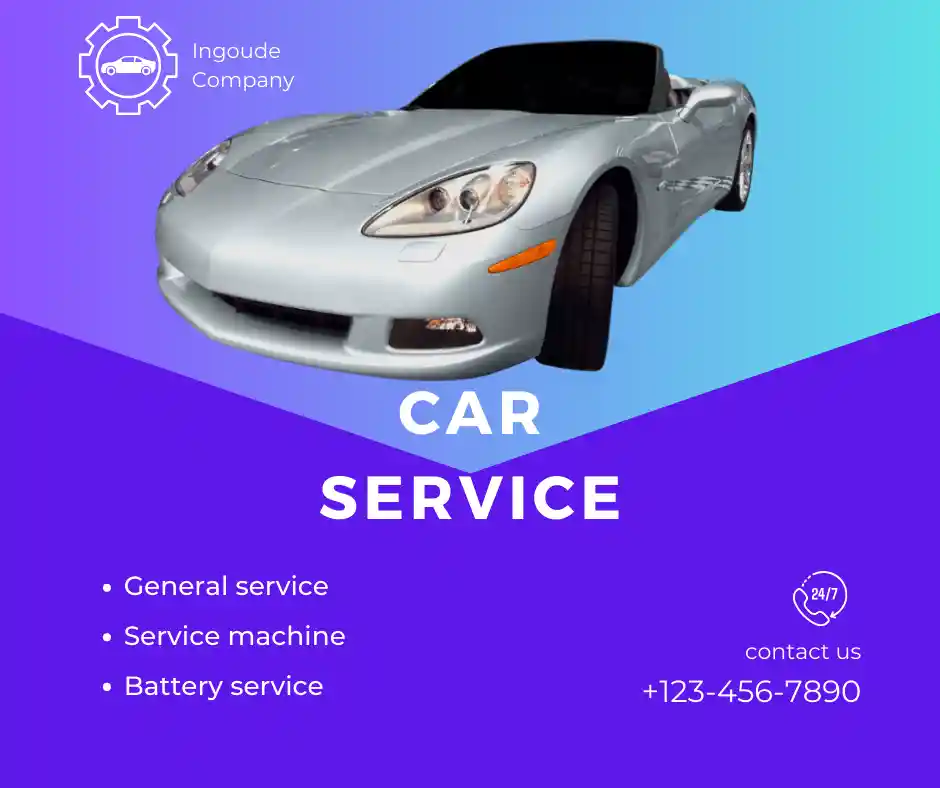 Ingoude
Company
CAR
SERVICE
• General service
• Service machine
• Battery service
24/7
contact us
+123-456-7890